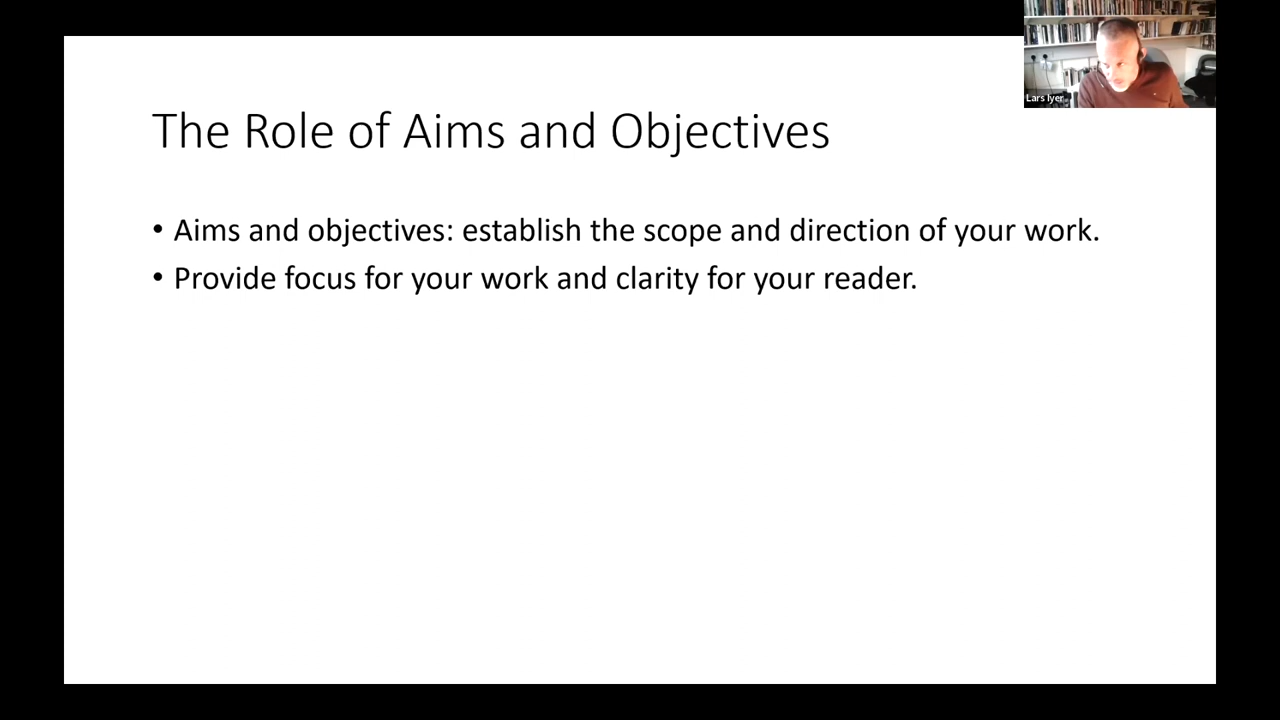 The Role of Aims and Objectives
• Aims and objectives: establish the scope and direction of your work.
• Provide focus for your work and clarity for your reader.
Lars Iyer